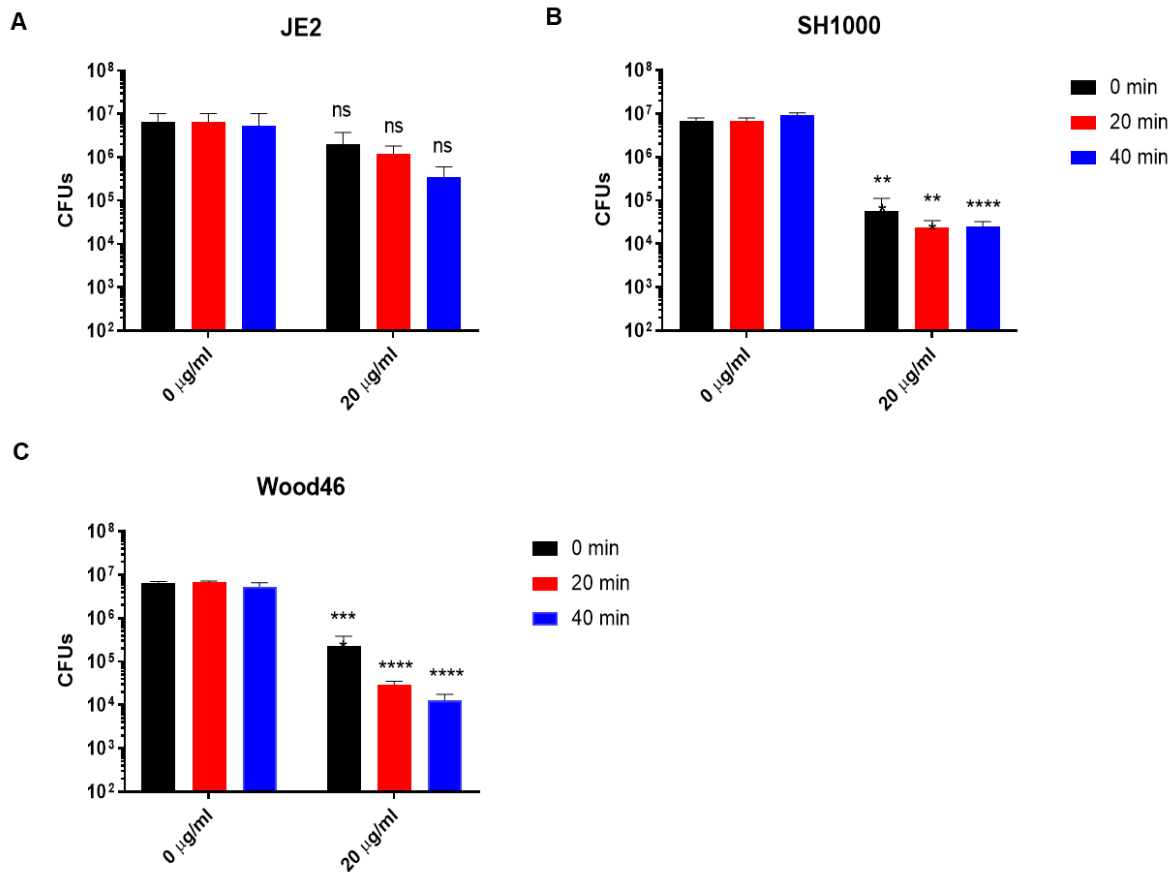 A
JE2
CFUs
10⁸
10⁷
10⁶
10⁵
10⁴
10³
10²
ns
ns
ns
0 μg/ml
20 μg/ml
B
SH1000
CFUs
10⁸
10⁷
10⁶
10⁵
10⁴
10³
10²
**
**
****
*
*
0 μg/ml
20 μg/ml
0 min
20 min
40 min
C
Wood46
CFUs
10⁸
10⁷
10⁶
10⁵
10⁴
10³
10²
***
****
****
*
0 μg/ml
20 μg/ml
0 min
20 min
40 min